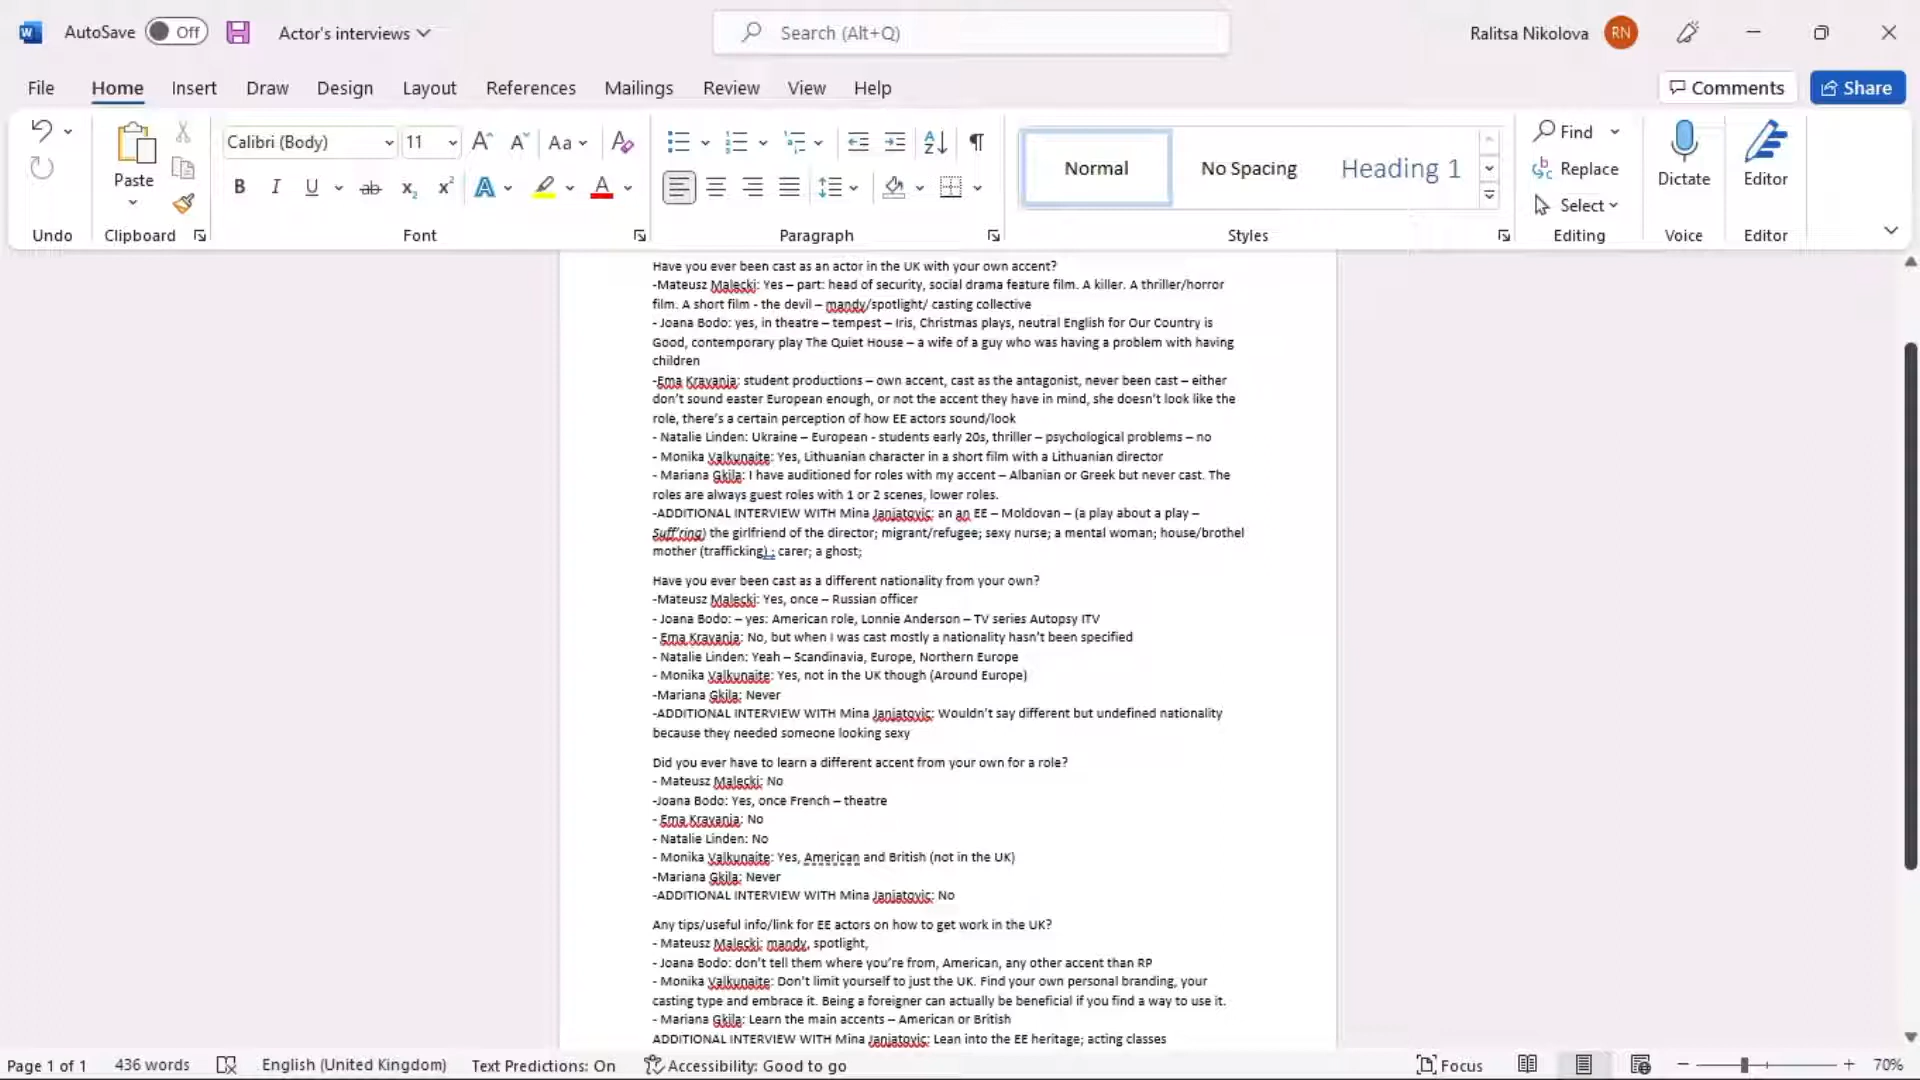 AutoSave Off Actor's interviews Search (Alt+Q) Ralitsa Nikolova RN
File Home Insert Draw Design Layout References Mailings Review View Help Comments Share
Calibri (Body) 11 Aa
Paste
Normal No Spacing Heading 1
Find
Replace
Select
Dictate Editor
Undo Clipboard Font Paragraph Styles Editing Voice Editor
Have you ever been cast as an actor in the UK with your own accent?
-Mateusz Malecki: Yes – part: head of security, social drama feature film. A killer. A thriller/horror
film. A short film - the devil – mandy/spotlight/ casting collective
- Joana Bodo: yes, in theatre – tempest – Iris, Christmas plays, neutral English for Our Country is
Good, contemporary play The Quiet House – a wife of a guy who was having a problem with having
children
-Ema Kravanja: student productions – own accent, cast as the antagonist, never been cast – either
don't sound easter European enough, or not the accent they have in mind, she doesn't look like the
role, there's a certain perception of how EE actors sound/look
- Natalie Linden: Ukraine – European - students early 20s, thriller – psychological problems – no
- Monika Valkunaite: Yes, Lithuanian character in a short film with a Lithuanian director
- Mariana Gkila: I have auditioned for roles with my accent – Albanian or Greek but never cast. The
roles are always guest roles with 1 or 2 scenes, lower roles.
-ADDITIONAL INTERVIEW WITH Mina Janjatovic: an an EE – Moldovan – (a play about a play –
Suff'ring) the girlfriend of the director; migrant/refugee; sexy nurse; a mental woman; house/brothel
mother (trafficking) ; carer; a ghost;
Have you ever been cast as a different nationality from your own?
-Mateusz Malecki: Yes, once – Russian officer
- Joana Bodo: – yes: American role, Lonnie Anderson – TV series Autopsy ITV
- Ema Kravanja: No, but when I was cast mostly a nationality hasn't been specified
- Natalie Linden: Yeah – Scandinavia, Europe, Northern Europe
- Monika Valkunaite: Yes, not in the UK though (Around Europe)
-Mariana Gkila: Never
-ADDITIONAL INTERVIEW WITH Mina Janjatovic: Wouldn't say different but undefined nationality
because they needed someone looking sexy
Did you ever have to learn a different accent from your own for a role?
- Mateusz Malecki: No
-Joana Bodo: Yes, once French – theatre
- Ema Kravanja: No
- Natalie Linden: No
- Monika Valkunaite: Yes, American and British (not in the UK)
-Mariana Gkila: Never
-ADDITIONAL INTERVIEW WITH Mina Janjatovic: No
Any tips/useful info/link for EE actors on how to get work in the UK?
- Mateusz Malecki: mandy, spotlight,
- Joana Bodo: don't tell them where you're from, American, any other accent than RP
- Monika Valkunaite: Don't limit yourself to just the UK. Find your own personal branding, your
casting type and embrace it. Being a foreigner can actually be beneficial if you find a way to use it.
- Mariana Gkila: Learn the main accents – American or British
ADDITIONAL INTERVIEW WITH Mina Janjatovic: Lean into the EE heritage; acting classes
Page 1 of 1 436 words English (United Kingdom) Text Predictions: On Accessibility: Good to go Focus 70%